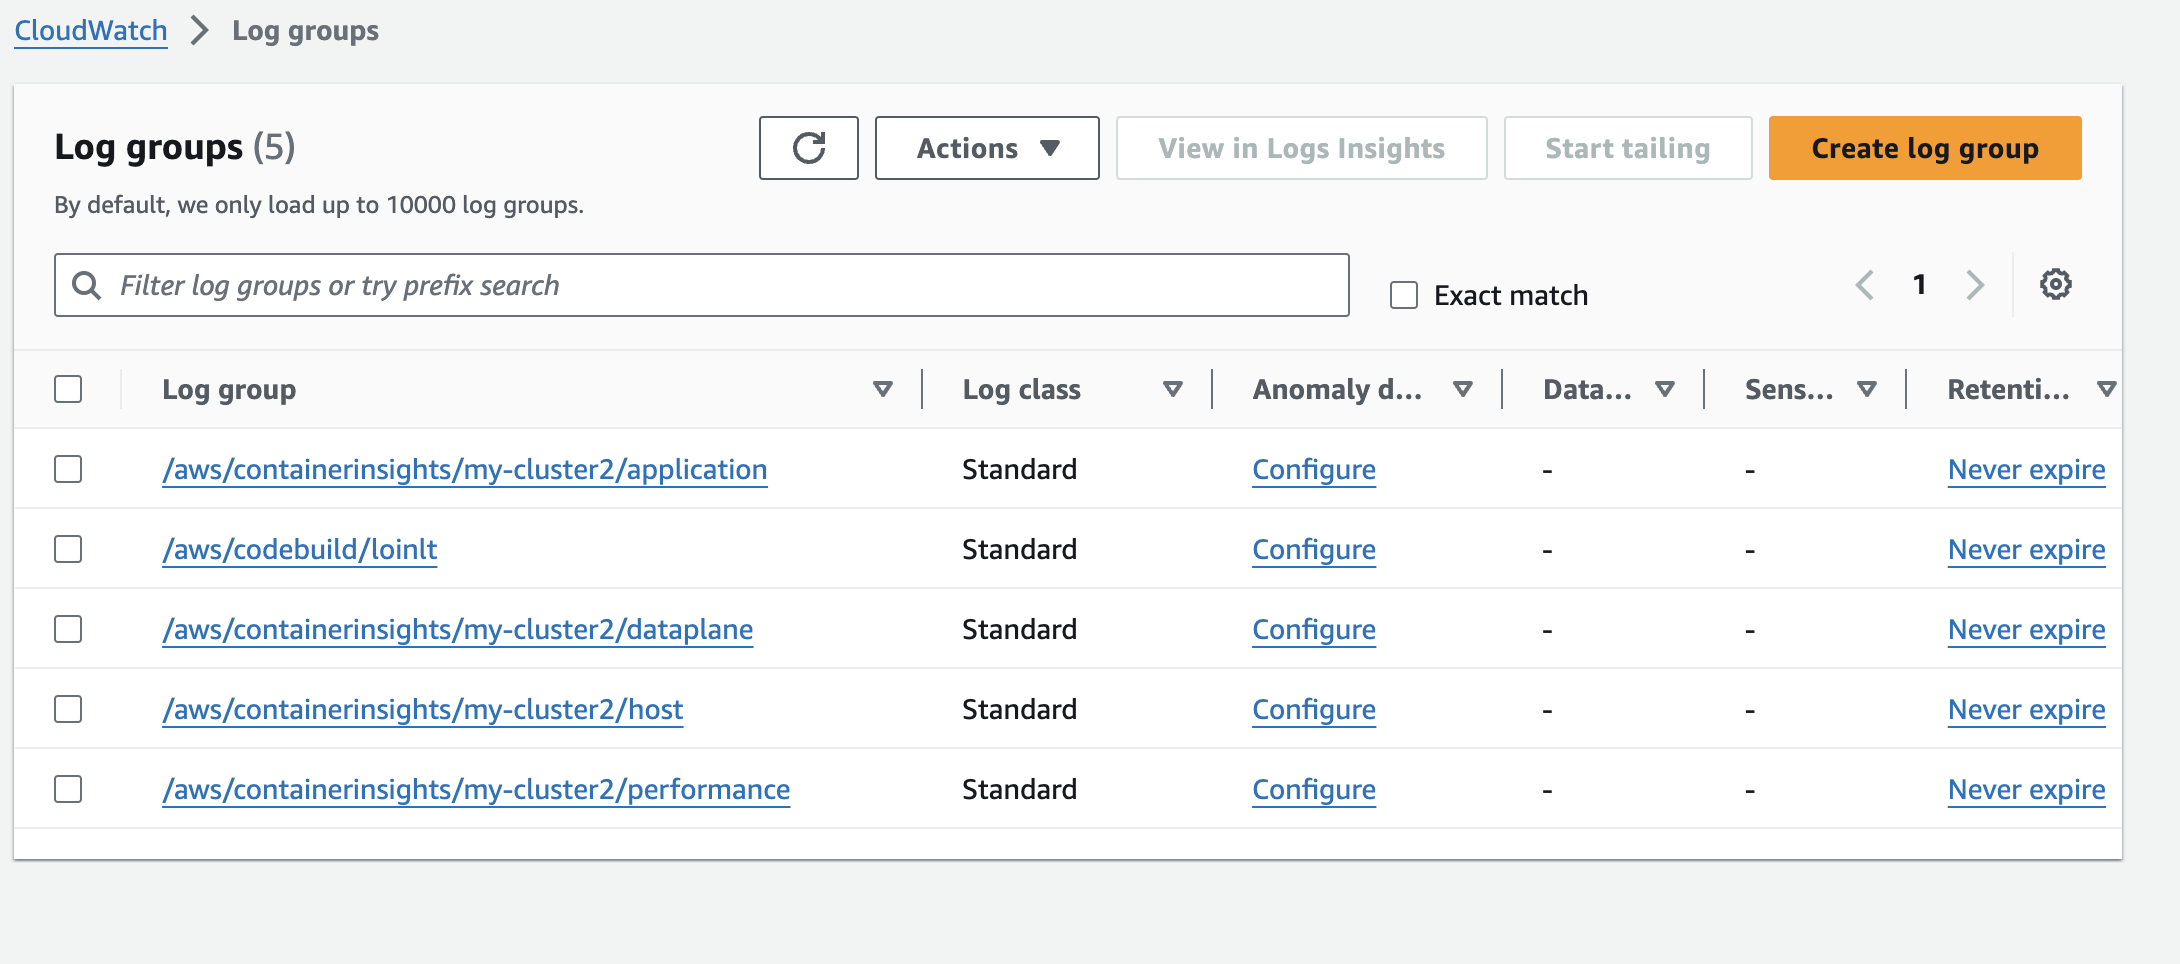 CloudWatch > Log groups
Log groups (5)
Actions ▼
View in Logs Insights
Start tailing
Create log group
By default, we only load up to 10000 log groups.
Filter log groups or try prefix search
Exact match
1
Log group Log class Anomaly d... Data... Sens... Retenti...
/aws/containerinsights/my-cluster2/application Standard Configure - - Never expire
/aws/codebuild/loinlt Standard Configure - - Never expire
/aws/containerinsights/my-cluster2/dataplane Standard Configure - - Never expire
/aws/containerinsights/my-cluster2/host Standard Configure - - Never expire
/aws/containerinsights/my-cluster2/performance Standard Configure - - Never expire